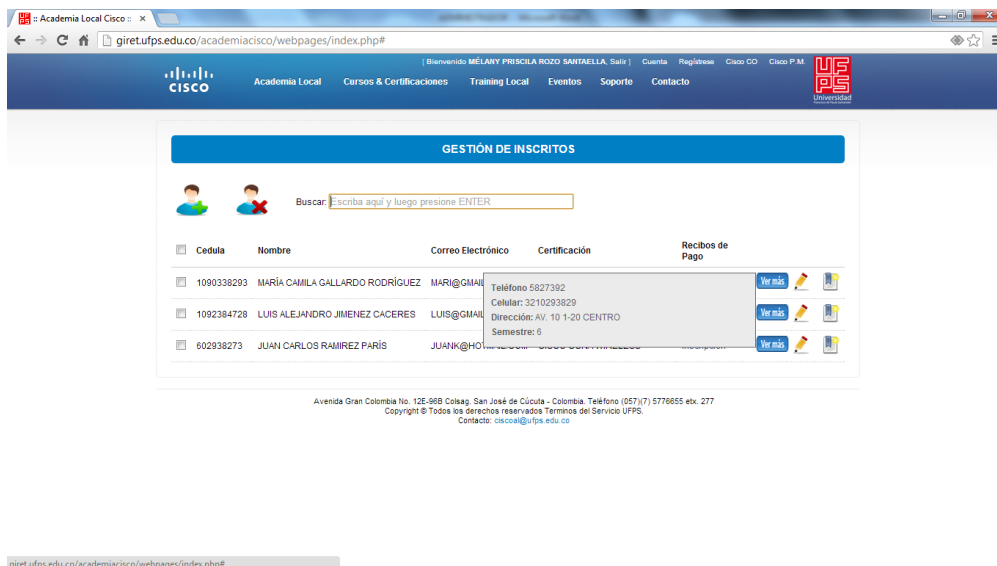 :: Academia Local Cisco ::
giret.ufps.edu.co/academiacisco/webpages/index.php#
[ Bienvenido MÉLANY PRISCILA ROZO SANTAELLA, Salir ] Cuenta Regístrese Cisco CO Cisco P.M.
CISCO Academia Local Cursos & Certificaciones Training Local Eventos Soporte Contacto
UFPS
Universidad
GESTIÓN DE INSCRITOS
Buscar: Escriba aquí y luego presione ENTER
Cedula Nombre Correo Electrónico Certificación Recibos de Pago
1090338293 MARÍA CAMILA GALLARDO RODRÍGUEZ MARI@GMAIL Ver más
1092384728 LUIS ALEJANDRO JIMENEZ CACERES LUIS@GMAIL Ver más
602938273 JUAN CARLOS RAMIREZ PARÍS Ver más
Teléfono 5827392
Celular: 3210293829
Dirección: AV. 10 1-20 CENTRO
Semestre: 6
Avenida Gran Colombia No. 12E-96B Colsag. San José de Cúcuta - Colombia. Teléfono (057)(7) 5776655 etx. 277
Copyright © Todos los derechos reservados Terminos del Servicio UFPS.
Contacto: ciscoal@ufps.edu.co
giret.ufps.edu.co/academiacisco/webpages/index.php#